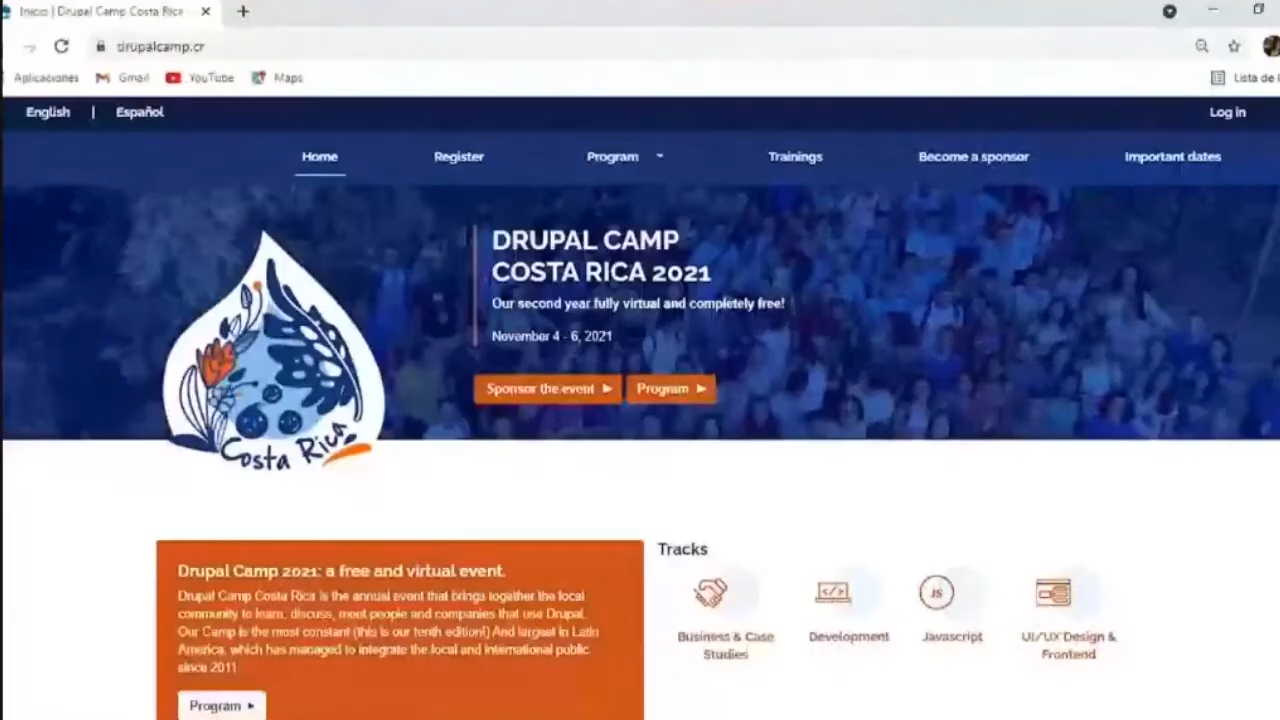 Inicio | Drupal Camp Costa Rica
drupalcamp.cr
Aplicaciones Gmail YouTube Maps Lista de
English | Español Log in
Home Register Program Trainings Become a sponsor Important dates
DRUPAL CAMP
COSTA RICA 2021
Our second year fully virtual and completely free!
November 4 - 6, 2021
Sponsor the event Program
Costa Rica
Drupal Camp 2021: a free and virtual event.
Drupal Camp Costa Rica is the annual event that brings together the local
community to learn, discuss, meet people and companies that use Drupal.
Our Camp is the most constant (this is our tenth edition!) And largest in Latin
America, which has managed to integrate the local and international public
since 2011
Program
Tracks
JS
Business & Case
Studies
Development
Javascript
UI/UX Design &
Frontend